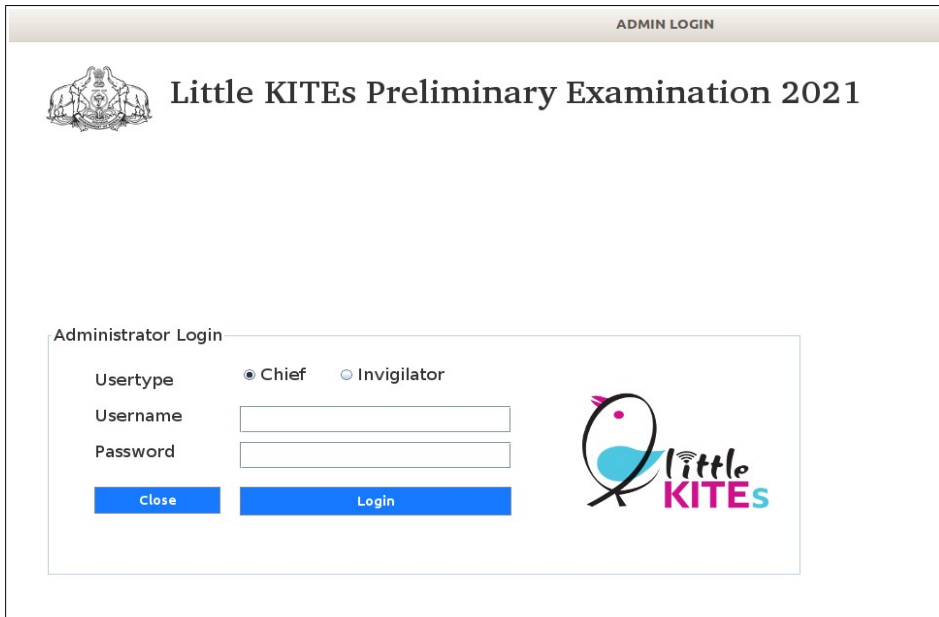 ADMIN LOGIN
Little KITEs Preliminary Examination 2021
Administrator Login
Usertype Chief Invigilator
Username
Password
Close Login
little
KITEs